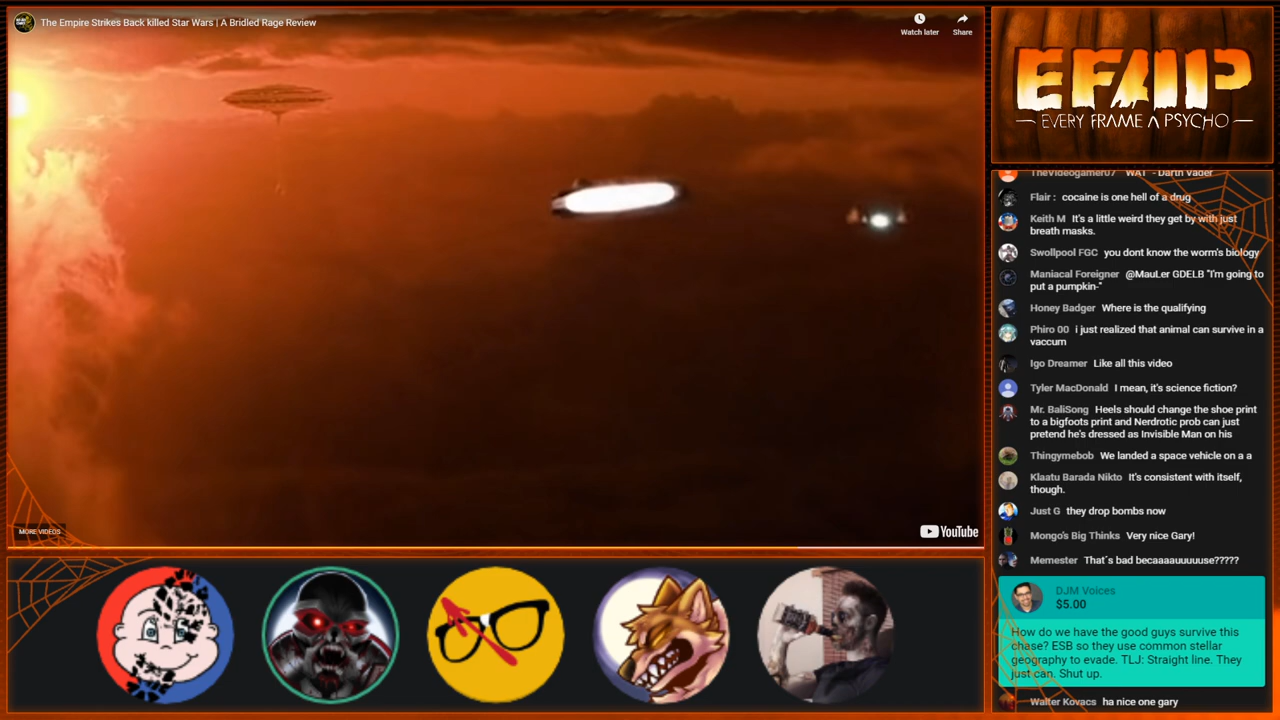 The Empire Strikes Back killed Star Wars | A Bridled Rage Review
Watch later
Share
MORE VIDEOS
YouTube
EFAP
EVERY FRAME A PSYCHO
TheVideogamer07 WAT - Darth Vader
Flair : cocaine is one hell of a drug
Keith M It's a little weird they get by with just
breath masks.
Swollpool FGC you dont know the worm's biology
Maniacal Foreigner @MauLer GDELB "I'm going to
put a pumpkin-"
Honey Badger Where is the qualifying
Phiro 00 i just realized that animal can survive in a
vaccum
Igo Dreamer Like all this video
Tyler MacDonald I mean, it's science fiction?
Mr. BaliSong Heels should change the shoe print
to a bigfoots print and Nerdrotic prob can just
pretend he's dressed as Invisible Man on his
Thingymebob We landed a space vehicle on a a
Klaatu Barada Nikto It's consistent with itself,
though.
Just G they drop bombs now
Mongo's Big Thinks Very nice Gary!
Memester That´s bad becaaaauuuuuse?????
DJM Voices
$5.00
How do we have the good guys survive this
chase? ESB so they use common stellar
geography to evade. TLJ: Straight line. They
just can. Shut up.
Walter Kovacs ha nice one gary